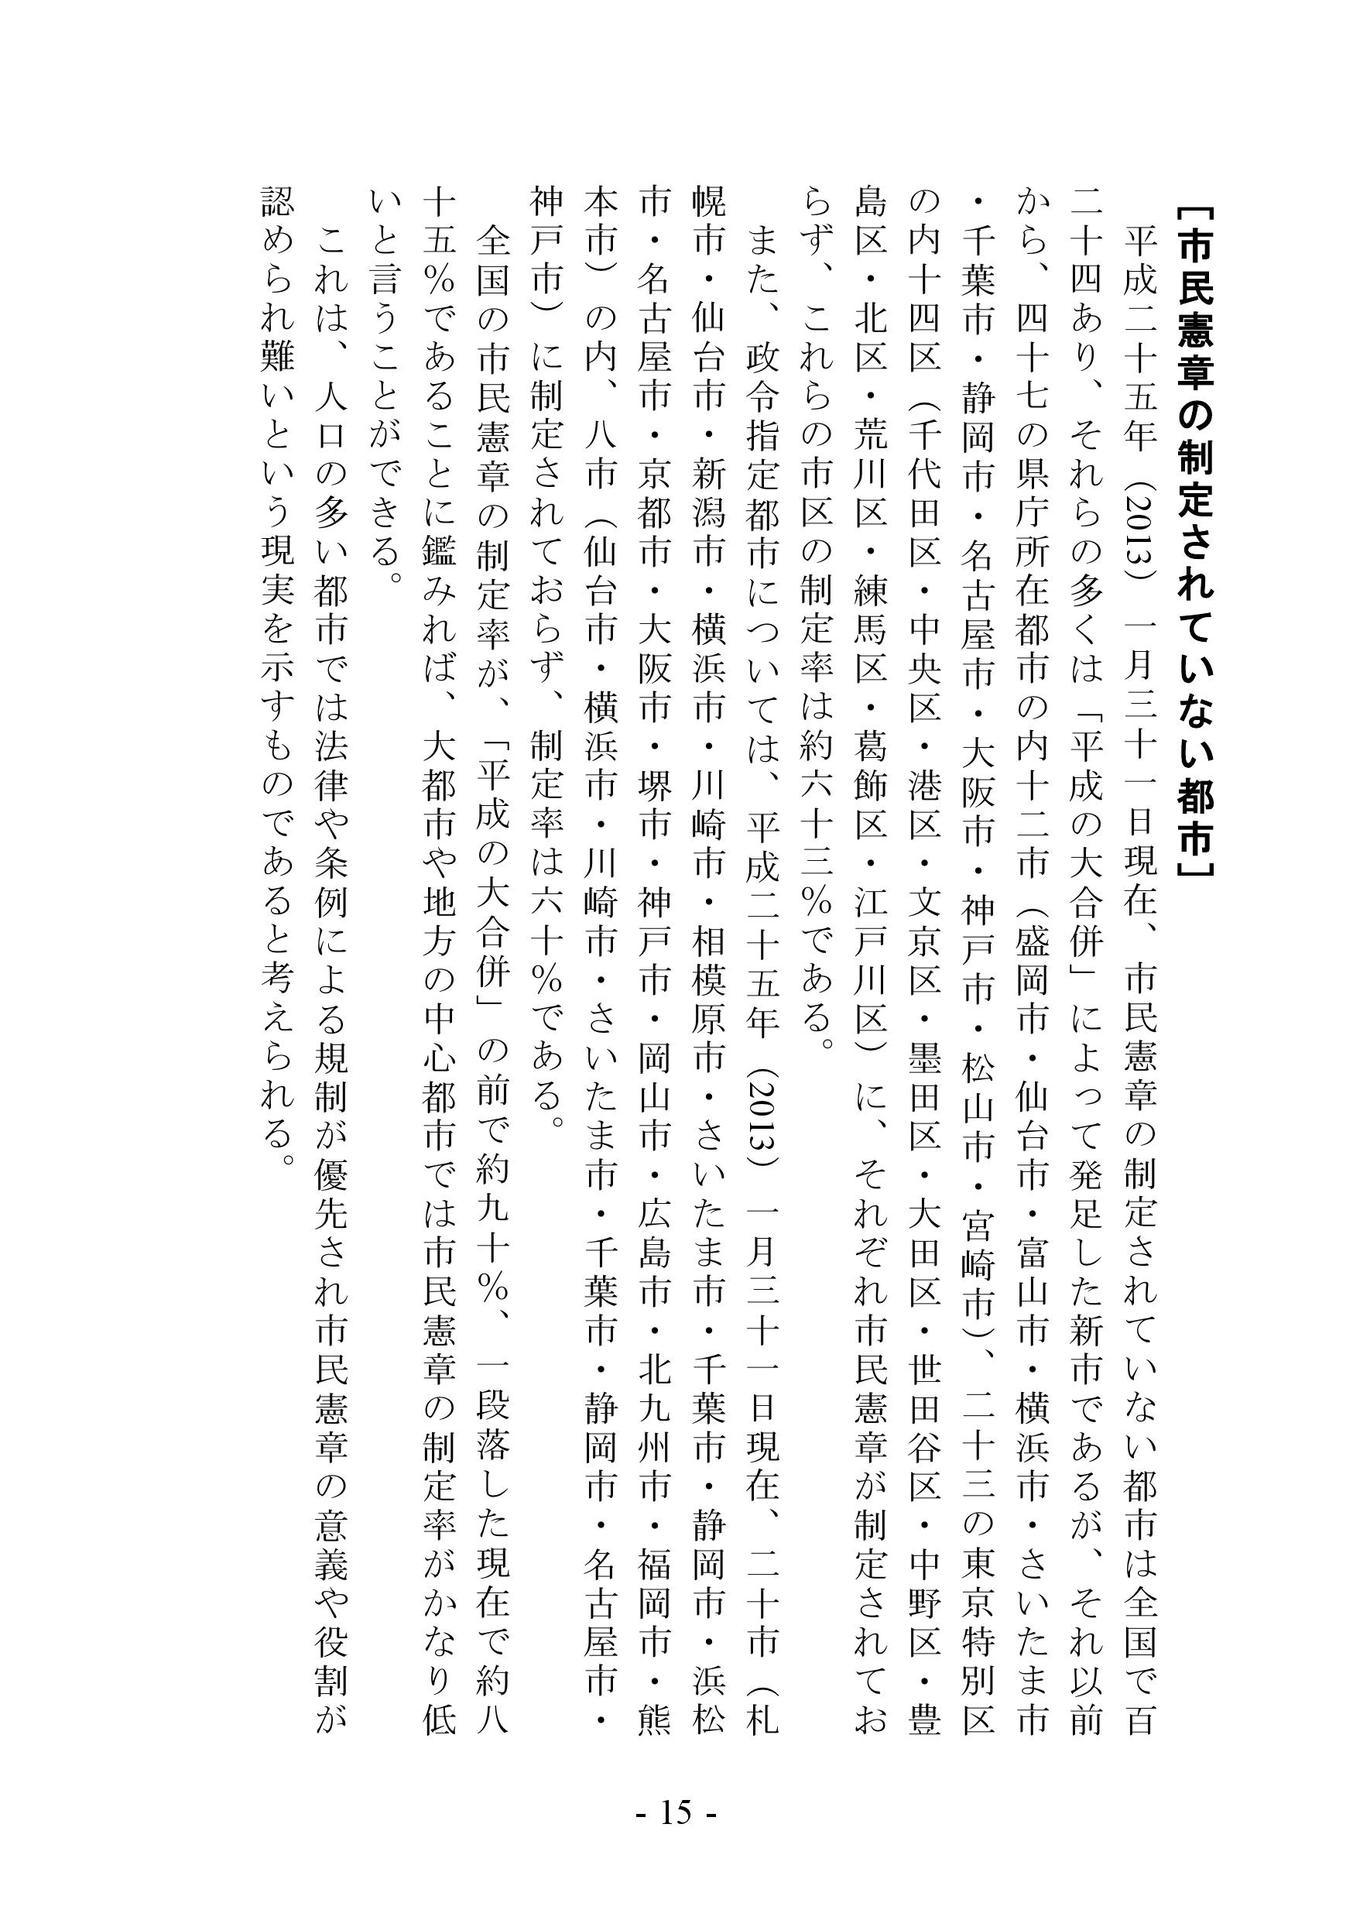 ［市民憲章の制定されていない都市］
　平成二十五年（2013）一月三十一日現在、市民憲章の制定されていない都市は全国で百
二十四あり、それらの多くは「平成の大合併」によって発足した新市であるが、それ以前
から、四十七の県庁所在都市の内十二市（盛岡市・仙台市・富山市・横浜市・さいたま市
・千葉市・静岡市・名古屋市・大阪市・神戸市・松山市・宮崎市）、二十三の東京特別区
の内十四区（千代田区・中央区・港区・文京区・墨田区・大田区・世田谷区・中野区・豊
島区・北区・荒川区・練馬区・葛飾区・江戸川区）に、それぞれ市民憲章が制定されてお
らず、これらの市区の制定率は約六十三％である。
　また、政令指定都市については、平成二十五年（2013）一月三十一日現在、二十市（札
幌市・仙台市・新潟市・横浜市・川崎市・相模原市・さいたま市・千葉市・静岡市・浜松
市・名古屋市・京都市・大阪市・堺市・神戸市・岡山市・広島市・北九州市・福岡市・熊
本市）の内、八市（仙台市・横浜市・川崎市・さいたま市・千葉市・静岡市・名古屋市・
神戸市）に制定されておらず、制定率は六十％である。
　全国の市民憲章の制定率が、「平成の大合併」の前で約九十％、一段落した現在で約八
十五％であることに鑑みれば、大都市や地方の中心都市では市民憲章の制定率がかなり低
いと言うことができる。
　これは、人口の多い都市では法律や条例による規制が優先され市民憲章の意義や役割が
認められ難いという現実を示すものであると考えられる。
- 15 -